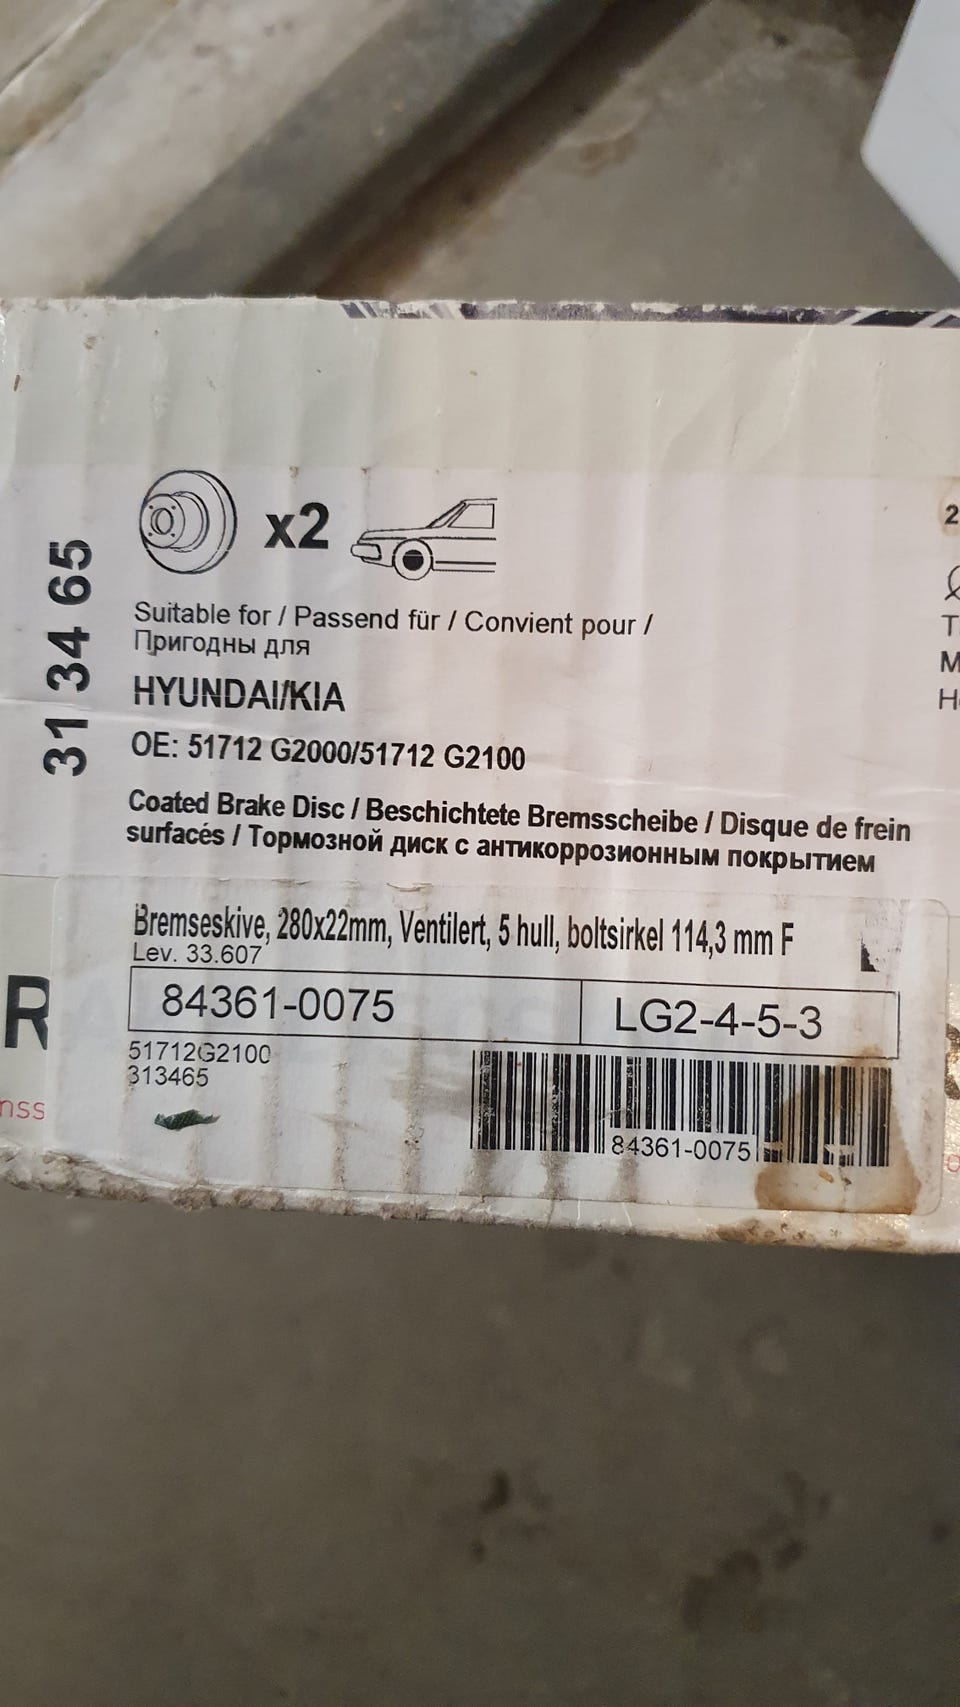 x2
31 34 65
Suitable for / Passend für / Convient pour /
Пригодны для
HYUNDAI/KIA
OE: 51712 G2000/51712 G2100
Coated Brake Disc / Beschichtete Bremsscheibe / Disque de frein
surfacés / Тормозной диск с антикоррозионным покрытием
Bremseskive, 280x22mm, Ventilert, 5 hull, boltsirkel 114,3 mm F
Lev. 33.607
84361-0075
LG2-4-5-3
51712G2100
313465
84361-0075
R